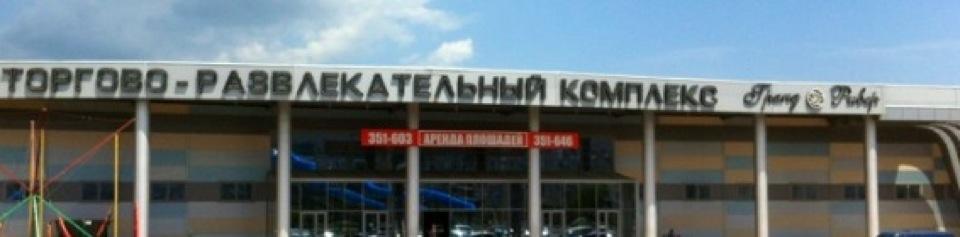 ТОРГОВО-РАЗВЛЕКАТЕЛЬНЫЙ КОМПЛЕКС Гранд Ривер
351-603 АРЕНДА ПЛОЩАДЕЙ 351-646